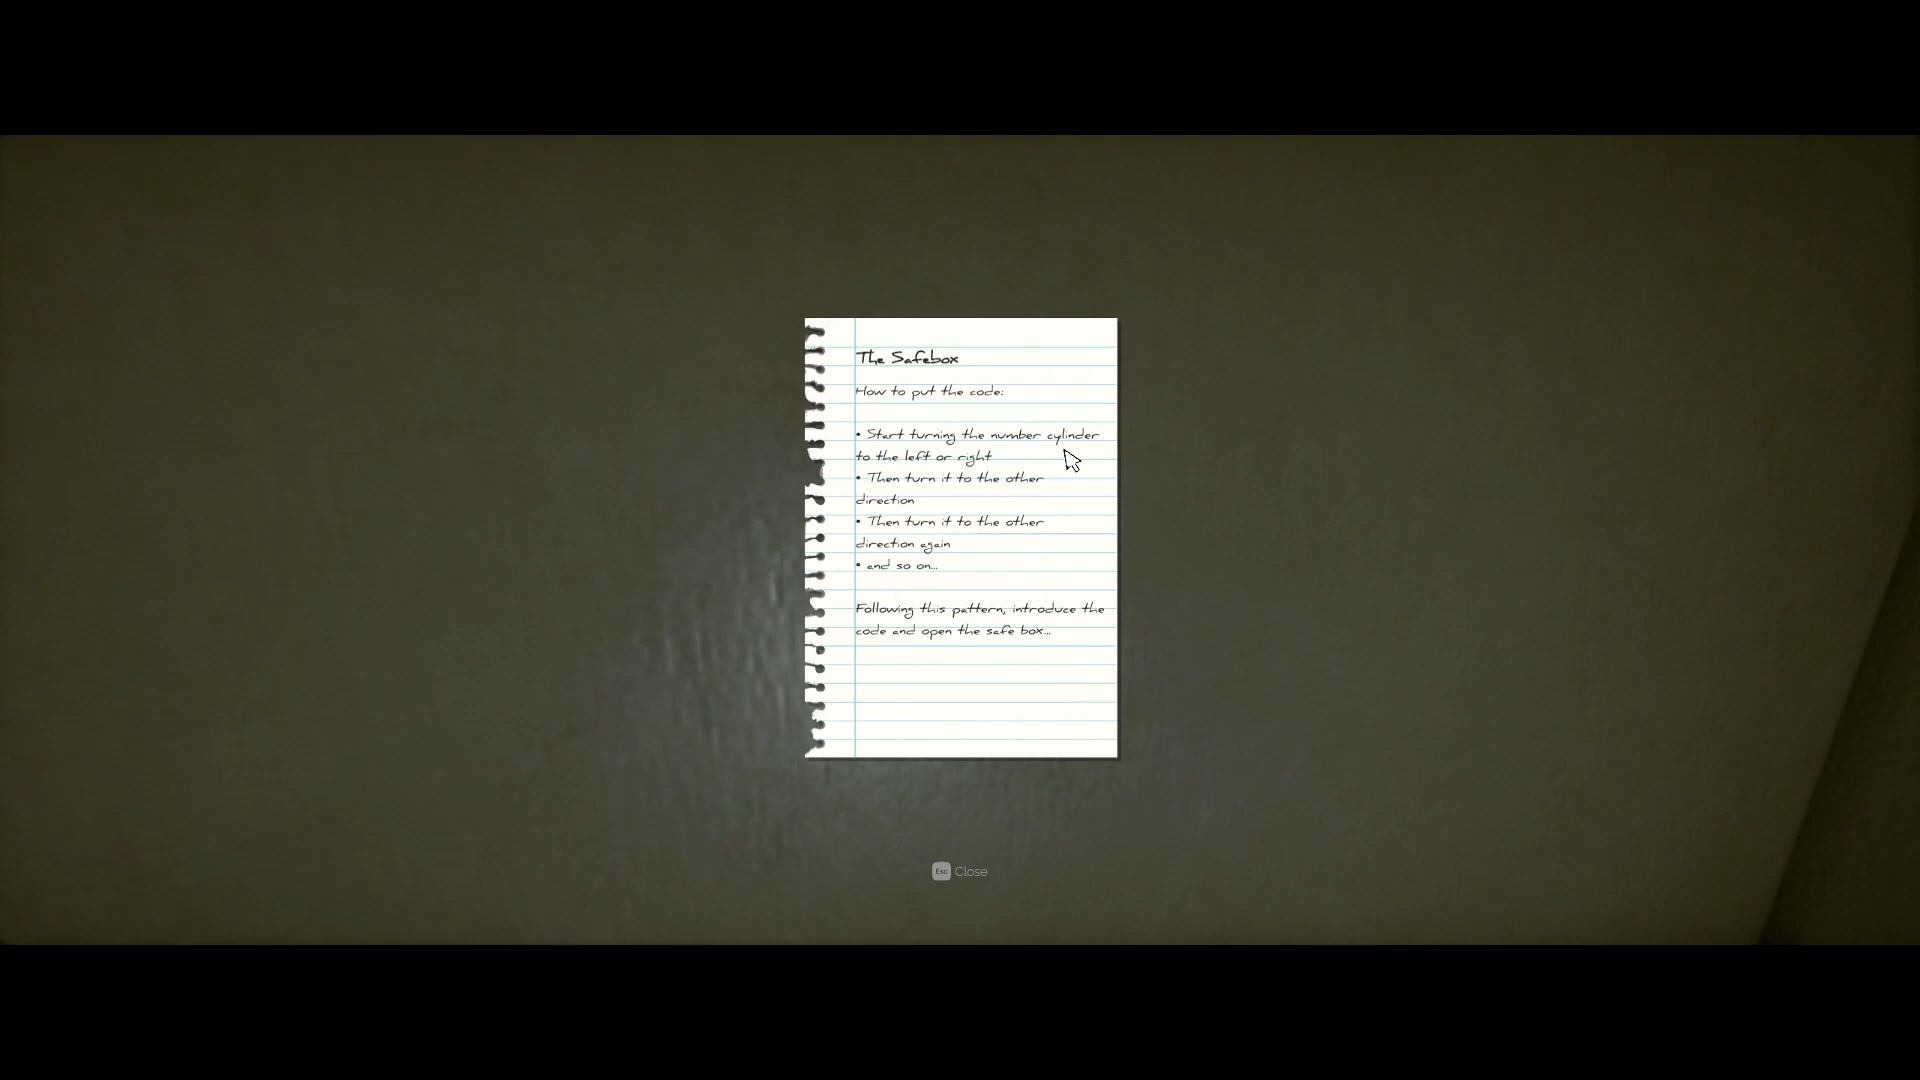 The Safebox
How to put the code:
• Start turning the number cylinder
to the left or right
• Then turn it to the other
direction
• Then turn it to the other
direction again
• and so on...
Following this pattern, introduce the
code and open the safe box...
Esc Close